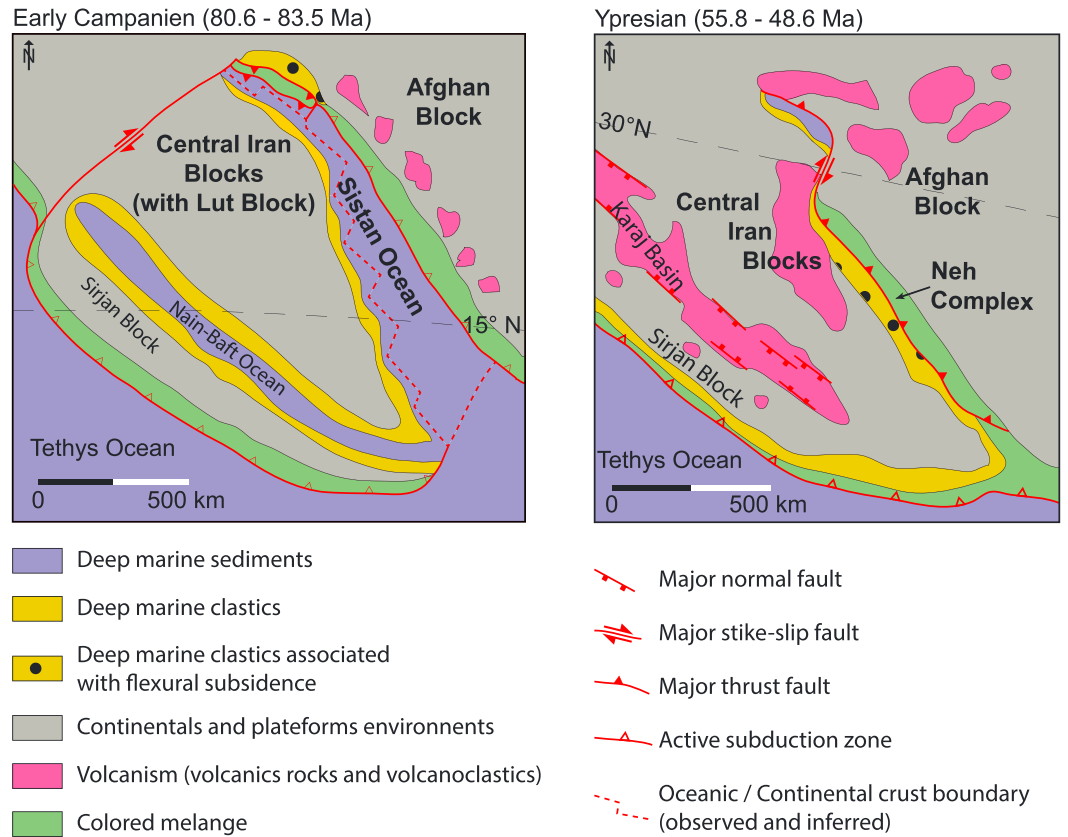 Early Campanien (80.6 - 83.5 Ma)
N
Afghan
Block
Central Iran
Blocks
(with Lut Block)
Sistan Ocean
Sirjan Block
Nain-Baft Ocean
15° N
Tethys Ocean
0 500 km
Ypresian (55.8 - 48.6 Ma)
N
30°N
Afghan
Block
Central
Iran
Blocks
Karaj Basin
Neh
Complex
Sirjan Block
Tethys Ocean
0 500 km
Deep marine sediments
Deep marine clastics
Deep marine clastics associated
with flexural subsidence
Continentals and plateforms environnents
Volcanism (volcanics rocks and volcanoclastics)
Colored melange
Major normal fault
Major stike-slip fault
Major thrust fault
Active subduction zone
Oceanic / Continental crust boundary
(observed and inferred)